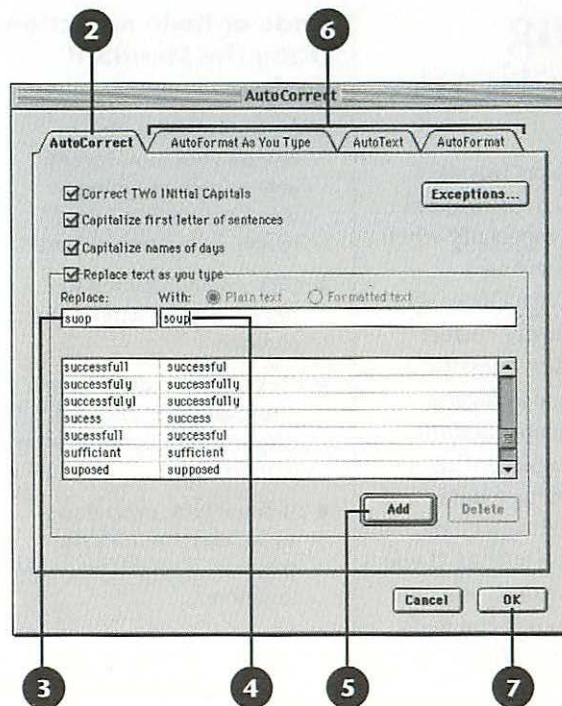 2
6
AutoCorrect
AutoCorrect AutoFormat As You Type AutoText AutoFormat
Correct TWo INitial CApitals
Exceptions...
Capitalize first letter of sentences
Capitalize names of days
Replace text as you type
Replace: With: Plain text Formatted text
suop soup
successfull successful
successfuly successfully
successfulyl successfully
sucess success
sucessfull successful
sufficiant sufficient
suposed supposed
Add Delete
Cancel OK
3 4 5 7